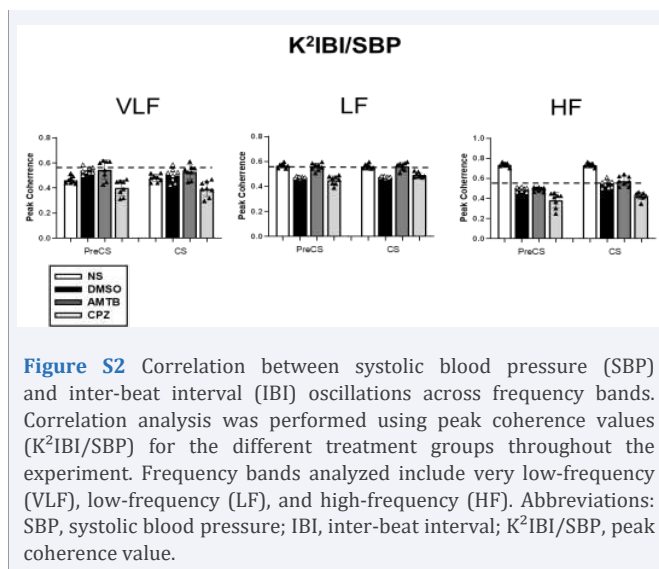 K²IBI/SBP
VLF
LF
HF
Peak Coherrence
0.8
0.6
0.4
0.2
0.0
PreCS
CS
Peak Coherrence
0.8
0.6
0.4
0.2
0.0
PreCS
CS
Peak Coherrence
1.0
0.8
0.6
0.4
0.2
0.0
PreCS
CS
NS
DMSO
AMTB
CPZ
Figure S2 Correlation between systolic blood pressure (SBP)
and inter-beat interval (IBI) oscillations across frequency bands.
Correlation analysis was performed using peak coherence values
(K²IBI/SBP) for the different treatment groups throughout the
experiment. Frequency bands analyzed include very low-frequency
(VLF), low-frequency (LF), and high-frequency (HF). Abbreviations:
SBP, systolic blood pressure; IBI, inter-beat interval; K²IBI/SBP, peak
coherence value.